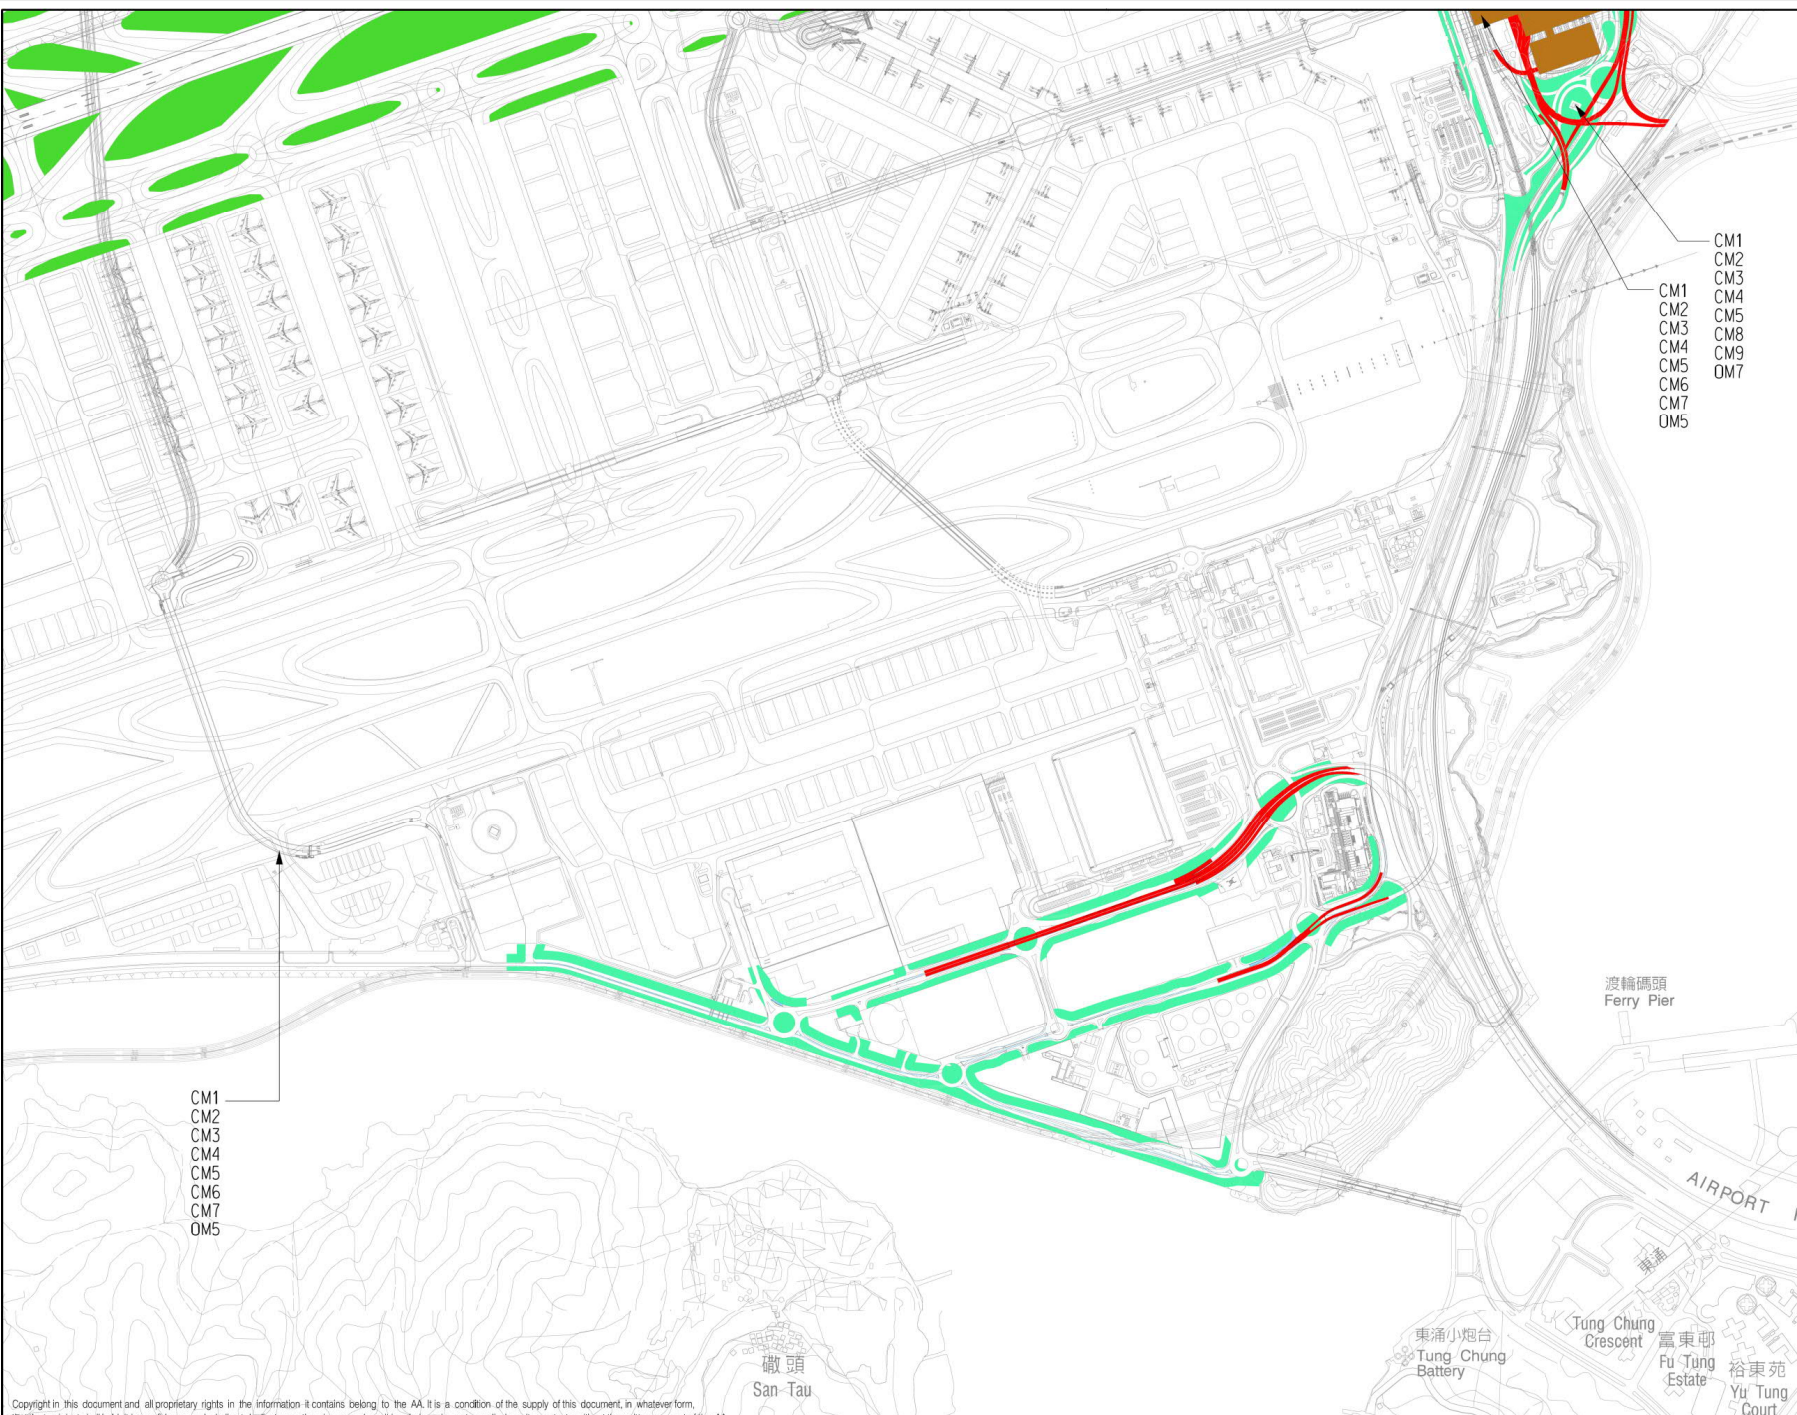 CM1
CM2
CM3
CM4
CM5
CM8
CM9
OM7
CM1
CM2
CM3
CM4
CM5
CM6
CM7
OM5
渡輪碼頭
Ferry Pier
CM1
CM2
CM3
CM4
CM5
CM6
CM7
OM5
AIRPORT
東涌
Tung Chung
Crescent
東涌小炮台
Tung Chung
Battery
富東邨
Fu Tung
Estate
裕東苑
Yu Tung
Court
磡頭
San Tau
Copyright in this document and all proprietary rights in the information it contains belong to the AA. It is a condition of the supply of this document, in whatever form,